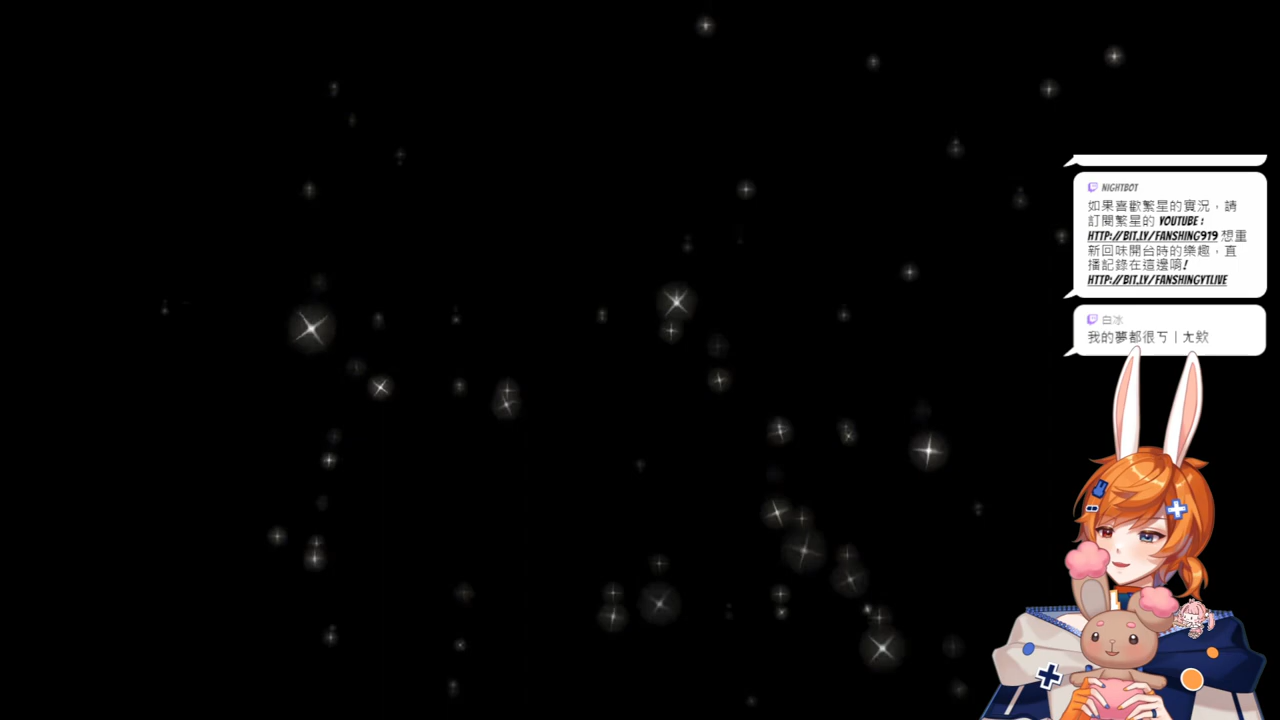 NIGHTBOT
如果喜歡繁星的實況，請
訂閱繁星的 YOUTUBE :
HTTP://BIT.LY/FANSHING919 想重
新回味開台時的樂趣，直
播記錄在這邊唷!
HTTP://BIT.LY/FANSHINGYTLIVE
白冰
我的夢都很ㄎㄧㄤ欸